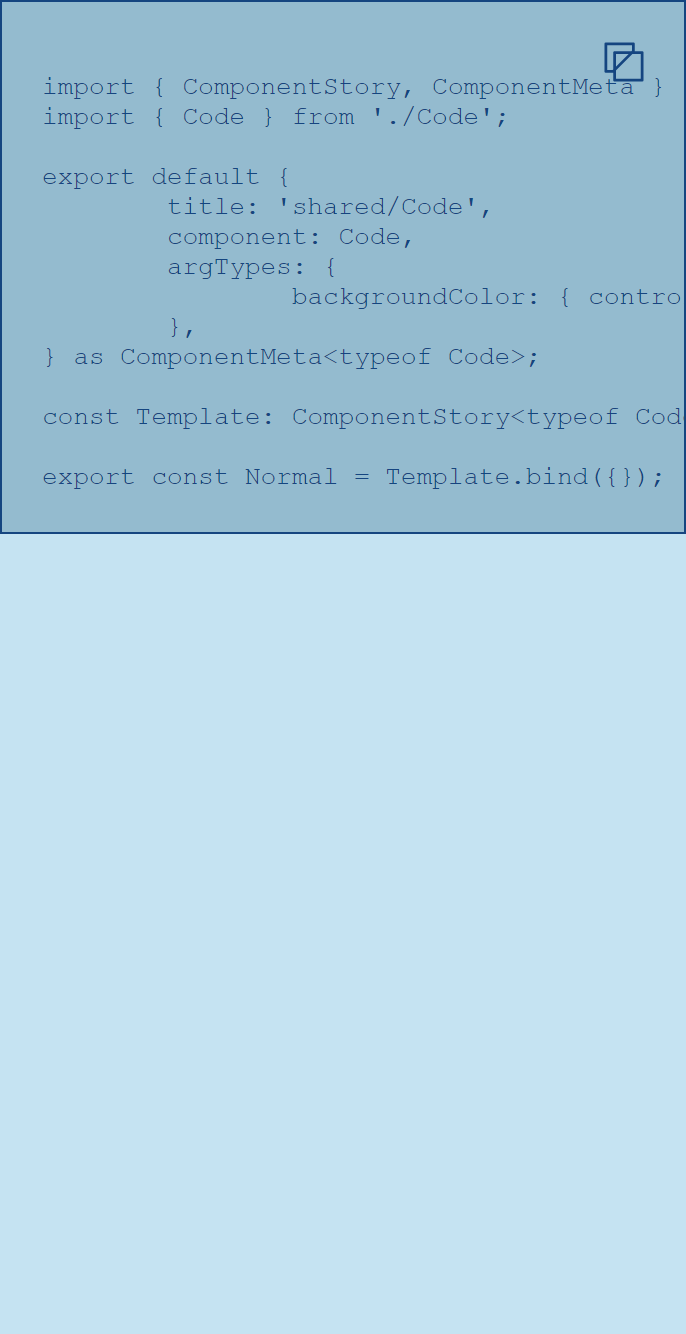 import { ComponentStory, ComponentMeta }
import { Code } from './Code';
export default {
title: 'shared/Code',
component: Code,
argTypes: {
backgroundColor: { contro
},
} as ComponentMeta<typeof Code>;
const Template: ComponentStory<typeof Cod
export const Normal = Template.bind({});